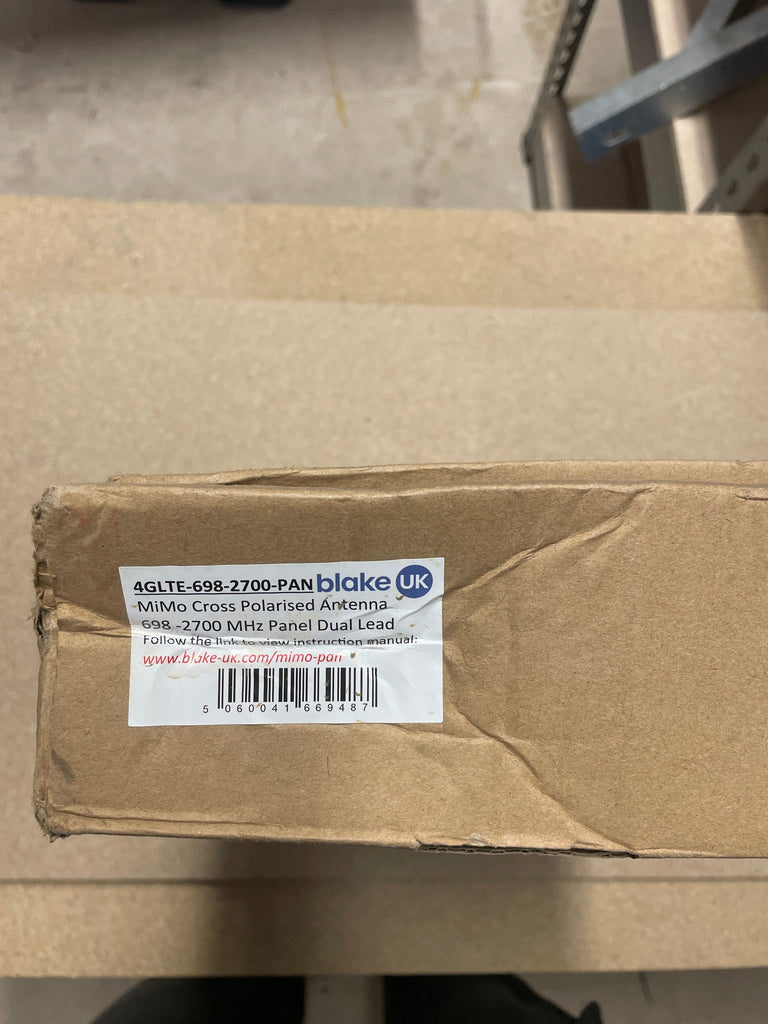 4GLTE-698-2700-PAN blake UK
MiMo Cross Polarised Antenna
698 -2700 MHz Panel Dual Lead
Follow the link to view instruction manual:
www.blake-uk.com/mimo-pan
5 060041 669487